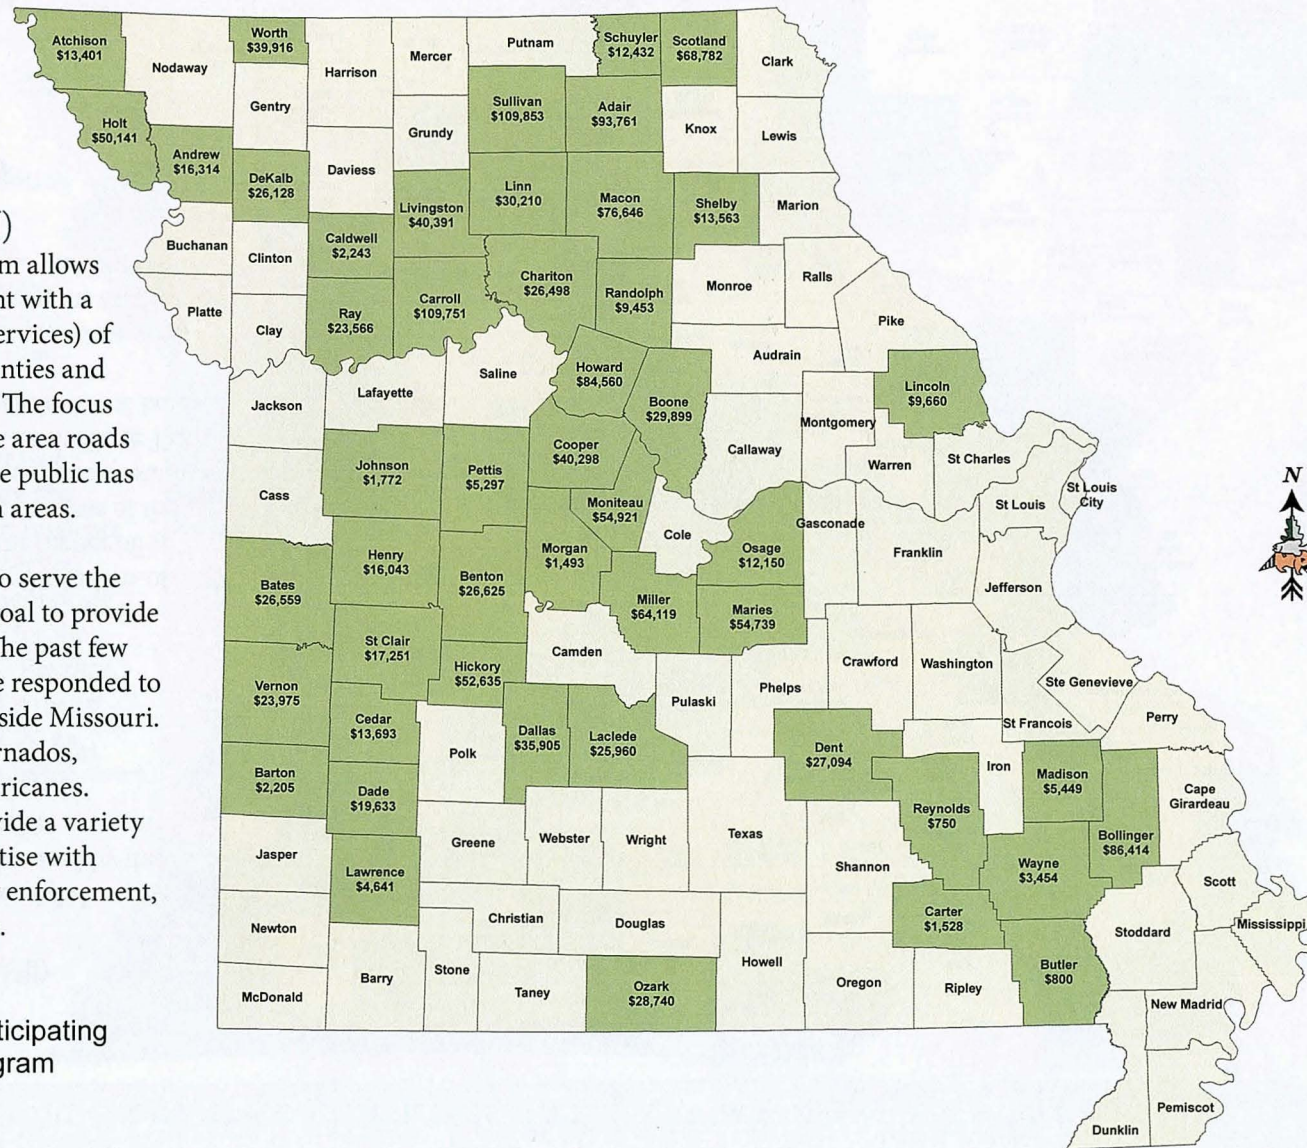 )
m allows
nt with a
ervices) of
nties and
The focus
e area roads
e public has
n areas.
o serve the
oal to provide
he past few
e responded to
side Missouri.
rnados,
rricanes.
vide a variety
tise with
enforcement,
.
ticipating
gram
Atchison
$13,401
Nodaway
Worth
$39,916
Harrison
Mercer
Putnam
Schuyler
$12,432
Scotland
$68,782
Clark
Holt
$50,141
Andrew
$16,314
Gentry
DeKalb
$26,128
Daviess
Grundy
Sullivan
$109,853
Adair
$93,761
Knox
Lewis
Buchanan
Clinton
Caldwell
$2,243
Livingston
$40,391
Linn
$30,210
Macon
$76,646
Shelby
$13,563
Marion
Platte
Clay
Ray
$23,566
Carroll
$109,751
Chariton
$26,498
Randolph
$9,453
Monroe
Ralls
Pike
Jackson
Lafayette
Saline
Howard
$84,560
Boone
$29,899
Audrain
Callaway
Montgomery
Lincoln
$9,660
Warren
St Charles
St Louis
St Louis
City
Cass
Johnson
$1,772
Pettis
$5,297
Cooper
$40,298
Moniteau
$54,921
Cole
Osage
$12,150
Gasconade
Franklin
Jefferson
N
Bates
$26,559
Henry
$16,043
Benton
$26,625
Morgan
$1,493
Miller
$64,119
Maries
$54,739
Vernon
$23,975
St Clair
$17,251
Hickory
$52,635
Camden
Pulaski
Phelps
Crawford
Washington
Ste Genevieve
St Francois
Perry
Barton
$2,205
Cedar
$13,693
Polk
Dallas
$35,905
Laclede
$25,960
Dent
$27,094
Iron
Madison
$5,449
Cape
Girardeau
Dade
$19,633
Jasper
Greene
Webster
Wright
Texas
Shannon
Reynolds
$750
Wayne
$3,454
Bollinger
$86,414
Scott
Mississippi
Lawrence
$4,641
Newton
Christian
Douglas
Howell
Carter
$1,528
Stoddard
McDonald
Barry
Stone
Taney
Ozark
$28,740
Oregon
Ripley
Butler
$800
New Madrid
Dunklin
Pemiscot